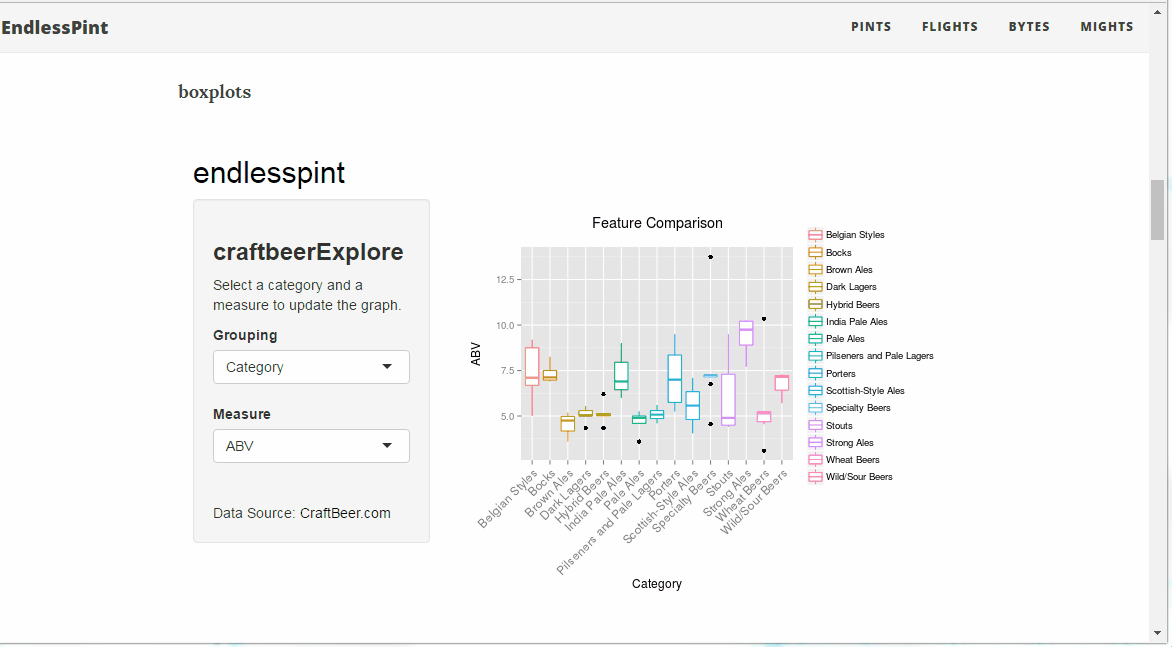 EndlessPint
PINTS FLIGHTS BYTES MIGHTS
boxplots
endlesspint
craftbeerExplore
Select a category and a
measure to update the graph.
Grouping
Category
Measure
ABV
Data Source: CraftBeer.com
Feature Comparison
ABV
12.5
10.0
7.5
5.0
Belgian Styles
Bocks
Brown Ales
Dark Lagers
Hybrid Beers
India Pale Ales
Pale Ales
Pilseners and Pale Lagers
Porters
Scottish-Style Ales
Specialty Beers
Stouts
Strong Ales
Wheat Beers
Wild/Sour Beers
Category
Belgian Styles
Bocks
Brown Ales
Dark Lagers
Hybrid Beers
India Pale Ales
Pale Ales
Pilseners and Pale Lagers
Porters
Scottish-Style Ales
Specialty Beers
Stouts
Strong Ales
Wheat Beers
Wild/Sour Beers